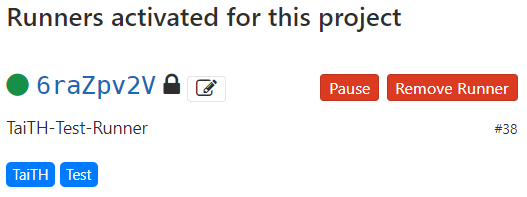 Runners activated for this project
6raZpv2V Pause Remove Runner
TaiTH-Test-Runner #38
TaiTH Test